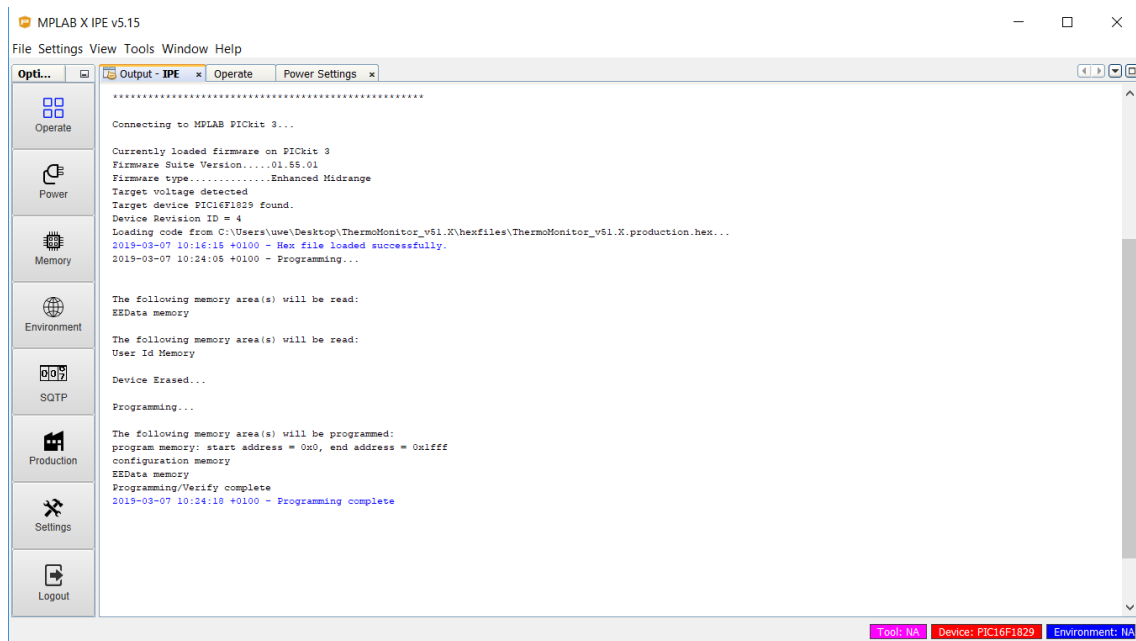 MPLAB X IPE v5.15
File Settings View Tools Window Help
Opti...
Output - IPE × Operate Power Settings ×
Operate
Power
Memory
Environment
SQTP
Production
Settings
Logout
*****************************************************
Connecting to MPLAB PICkit 3...
Currently loaded firmware on PICkit 3
Firmware Suite Version.....01.55.01
Firmware type..............Enhanced Midrange
Target voltage detected
Target device PIC16F1829 found.
Device Revision ID = 4
Loading code from C:\Users\uwe\Desktop\ThermoMonitor_v51.X\hexfiles\ThermoMonitor_v51.X.production.hex...
2019-03-07 10:16:15 +0100 - Hex file loaded successfully.
2019-03-07 10:24:05 +0100 - Programming...
The following memory area(s) will be read:
EEData memory
The following memory area(s) will be read:
User Id Memory
Device Erased...
Programming...
The following memory area(s) will be programmed:
program memory: start address = 0x0, end address = 0x1fff
configuration memory
EEData memory
Programming/Verify complete
2019-03-07 10:24:18 +0100 - Programming complete
Tool: NA Device: PIC16F1829 Environment: NA